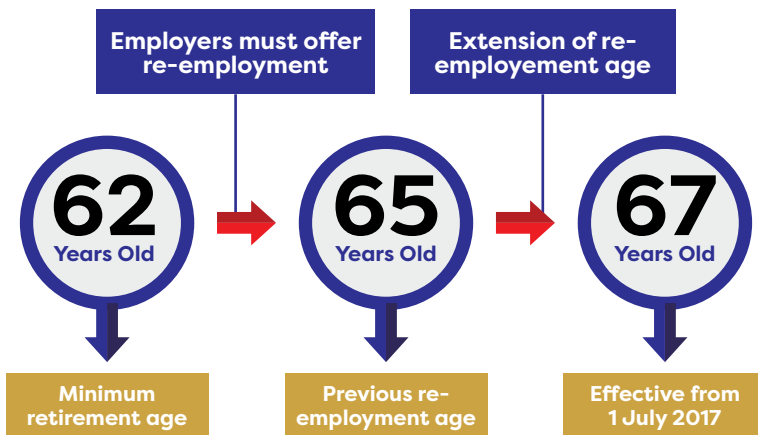 Employers must offer
re-employment
Extension of re-
employement age
62
Years Old
65
Years Old
67
Years Old
Minimum
retirement age
Previous re-
employment age
Effective from
1 July 2017